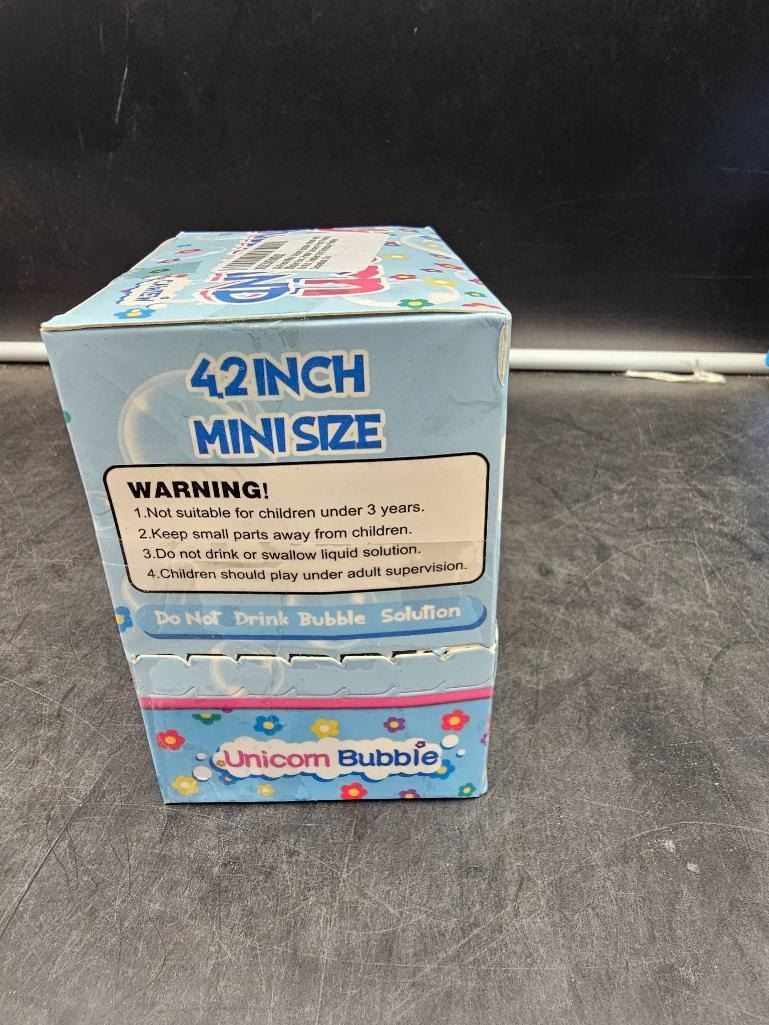 4.2 INCH
MINI SIZE
WARNING!
1.Not suitable for children under 3 years.
2.Keep small parts away from children.
3.Do not drink or swallow liquid solution.
4.Children should play under adult supervision.
Do Not Drink Bubble Solution
Unicorn Bubble